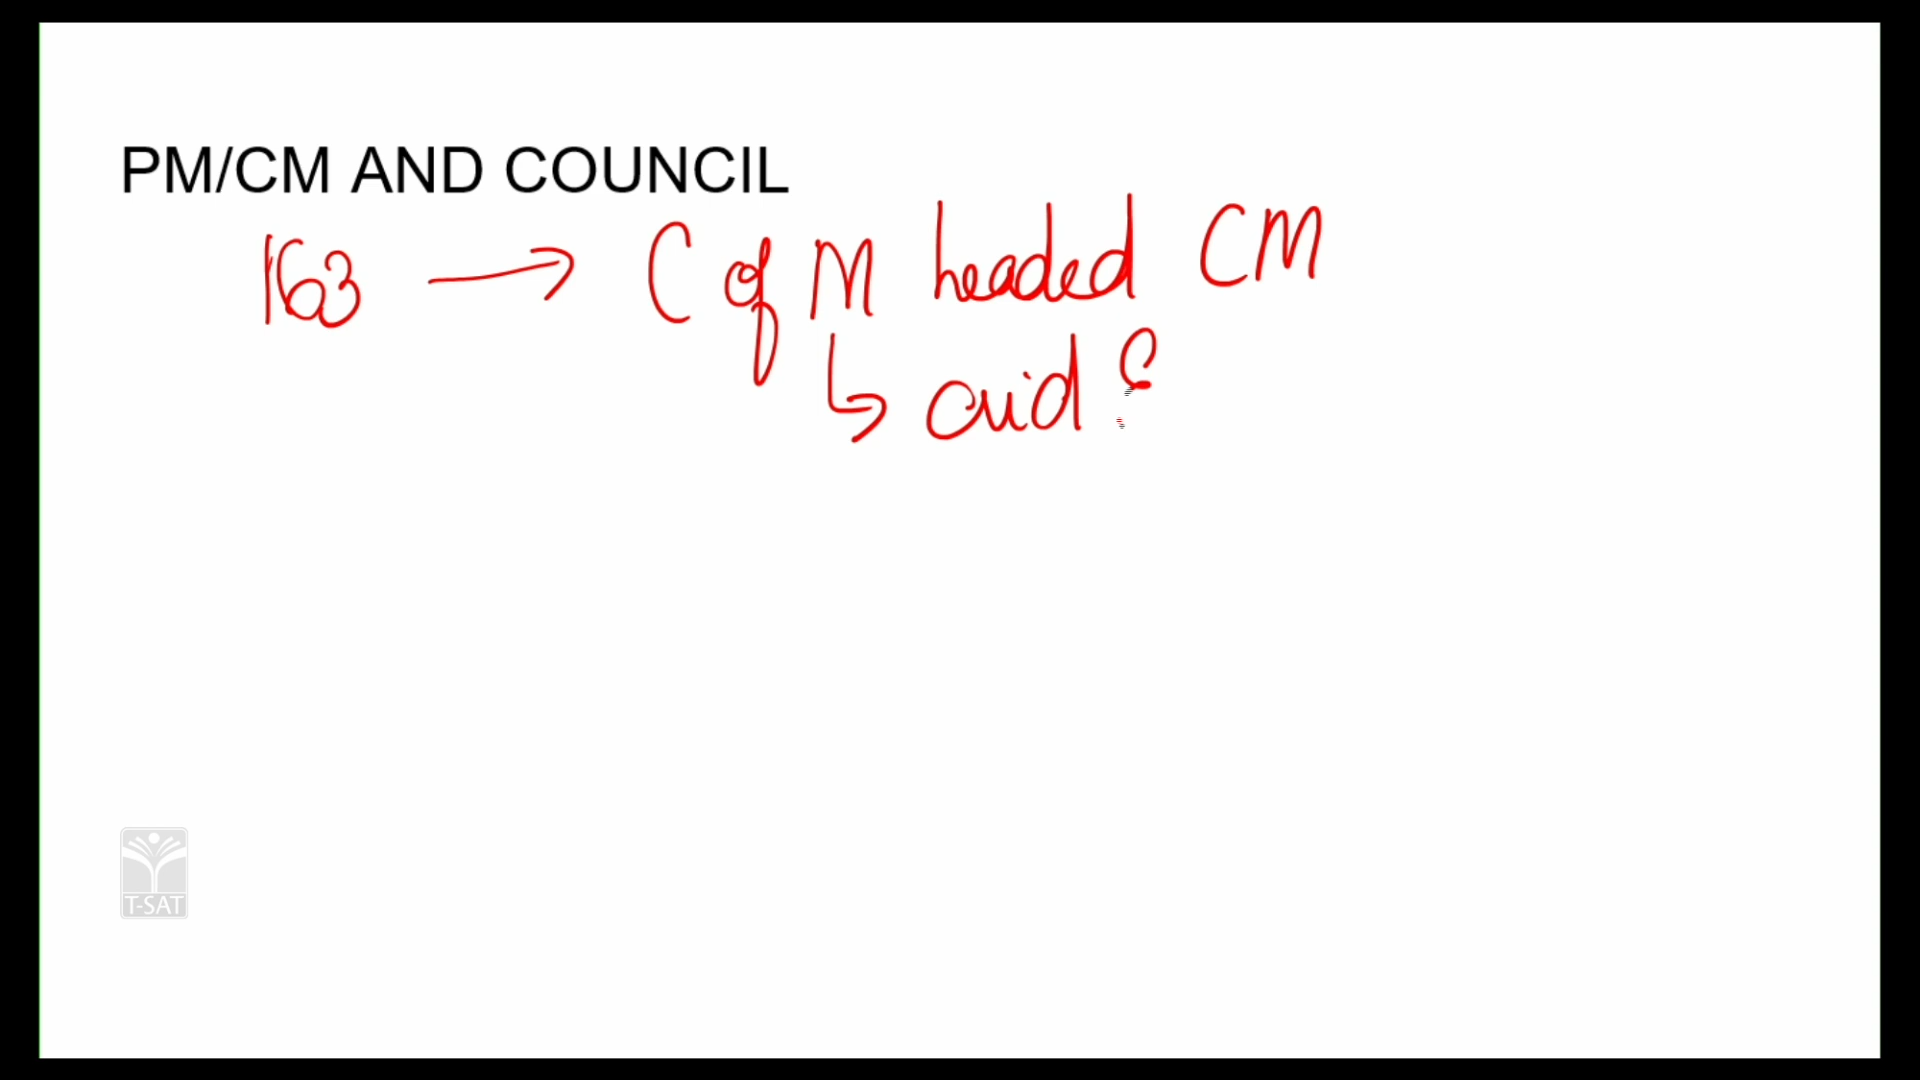 PM/CM AND COUNCIL
163 → C of M headed CM
↳ aid &
T-SAT